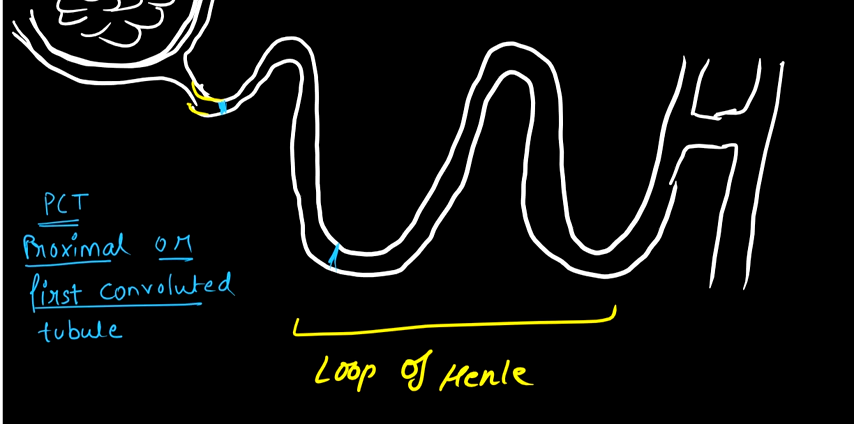 PCT
Proximal or
first convoluted
tubule
Loop of Henle